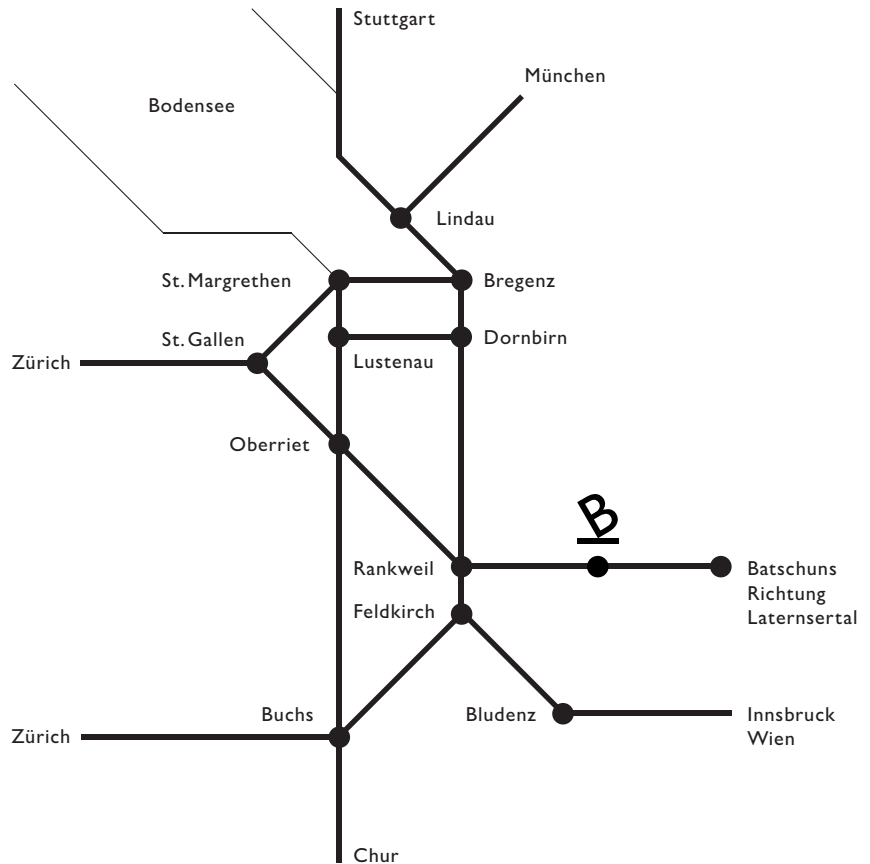 Stuttgart
München
Bodensee
Lindau
St. Margrethen
Bregenz
St. Gallen
Dornbirn
Zürich
Lustenau
Oberriet
B
Rankweil
Batschuns
Richtung
Laternsertal
Feldkirch
Buchs
Bludenz
Innsbruck
Wien
Zürich
Chur